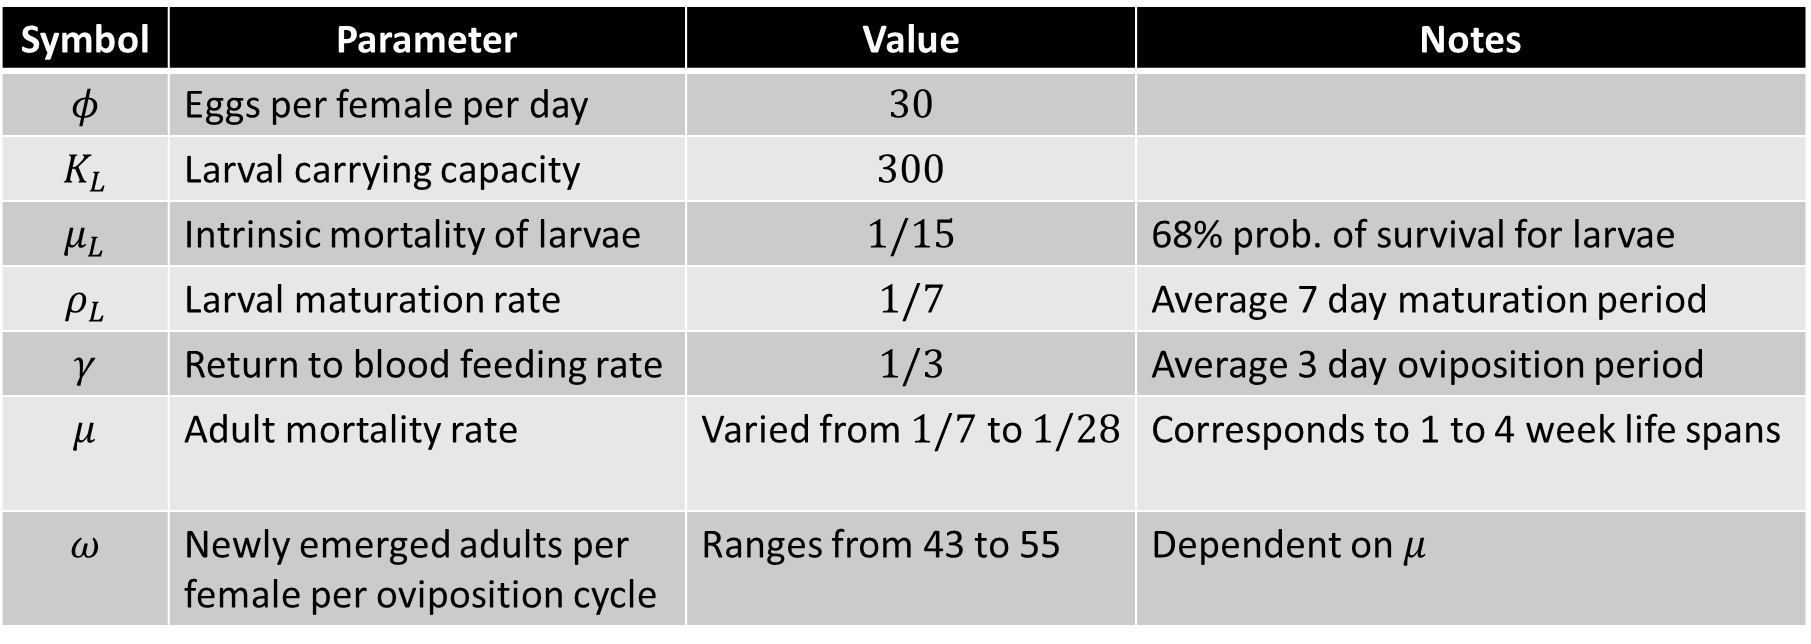 Symbol Parameter Value Notes
ϕ Eggs per female per day 30
K_L Larval carrying capacity 300
μ_L Intrinsic mortality of larvae 1/15 68% prob. of survival for larvae
ρ_L Larval maturation rate 1/7 Average 7 day maturation period
γ Return to blood feeding rate 1/3 Average 3 day oviposition period
μ Adult mortality rate Varied from 1/7 to 1/28 Corresponds to 1 to 4 week life spans
ω Newly emerged adults per Ranges from 43 to 55 Dependent on μ
female per oviposition cycle